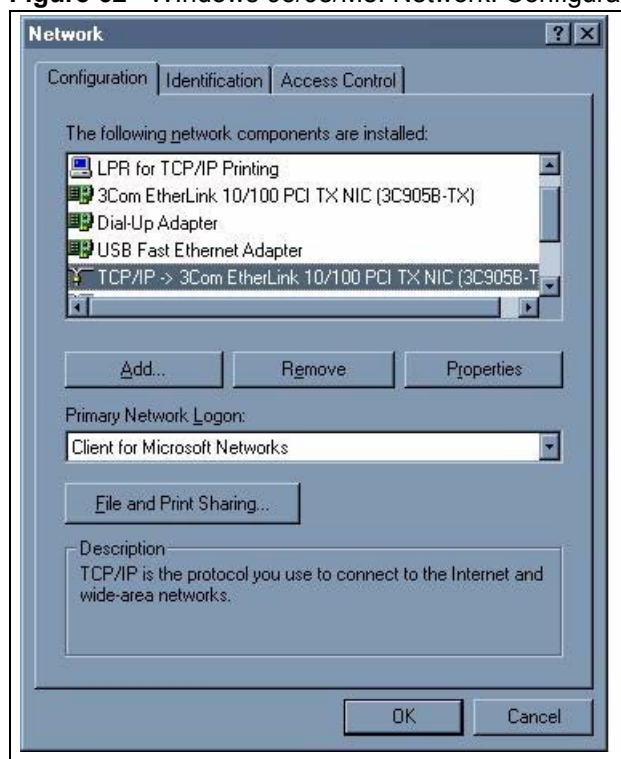 Network
Configuration Identification Access Control
The following network components are installed:
LPR for TCP/IP Printing
3Com EtherLink 10/100 PCI TX NIC (3C905B-TX)
Dial-Up Adapter
USB Fast Ethernet Adapter
TCP/IP -> 3Com EtherLink 10/100 PCI TX NIC (3C905B-T
Add... Remove Properties
Primary Network Logon:
Client for Microsoft Networks
File and Print Sharing...
Description
TCP/IP is the protocol you use to connect to the Internet and
wide-area networks.
OK Cancel